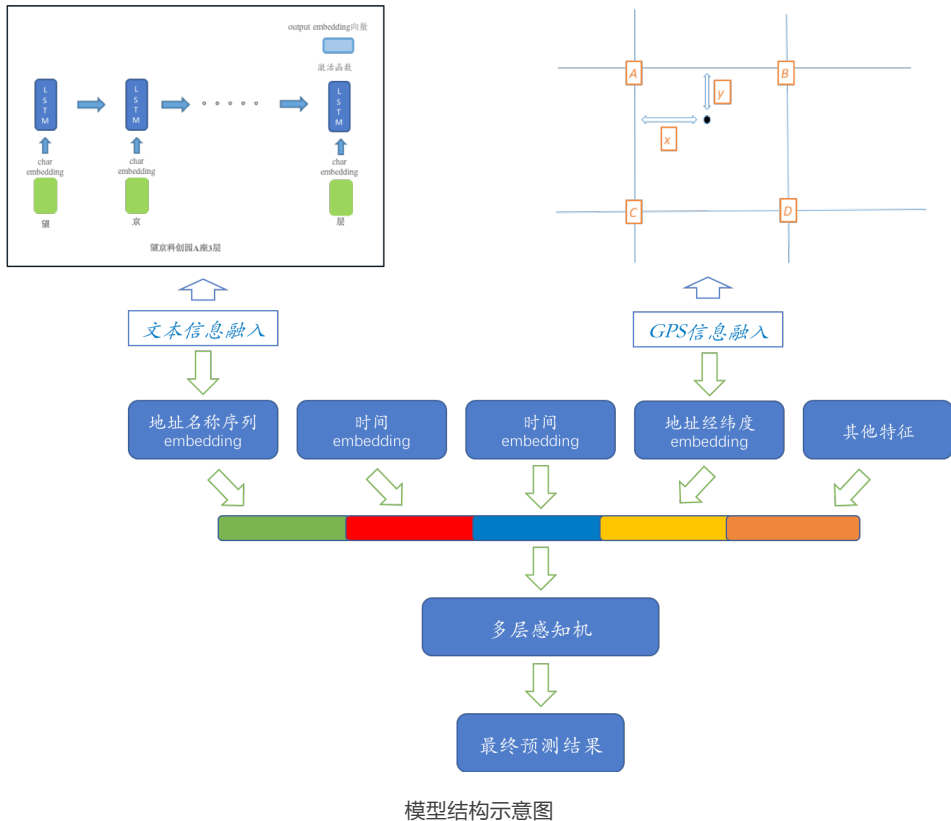 output embedding向量
激活函数
LSTM
LSTM
LSTM
char
embedding
char
embedding
char
embedding
望
京
层
望京科创园A座3层
A
B
y
x
C
D
文本信息融入
GPS信息融入
地址名称序列
embedding
时间
embedding
时间
embedding
地址经纬度
embedding
其他特征
多层感知机
最终预测结果
模型结构示意图